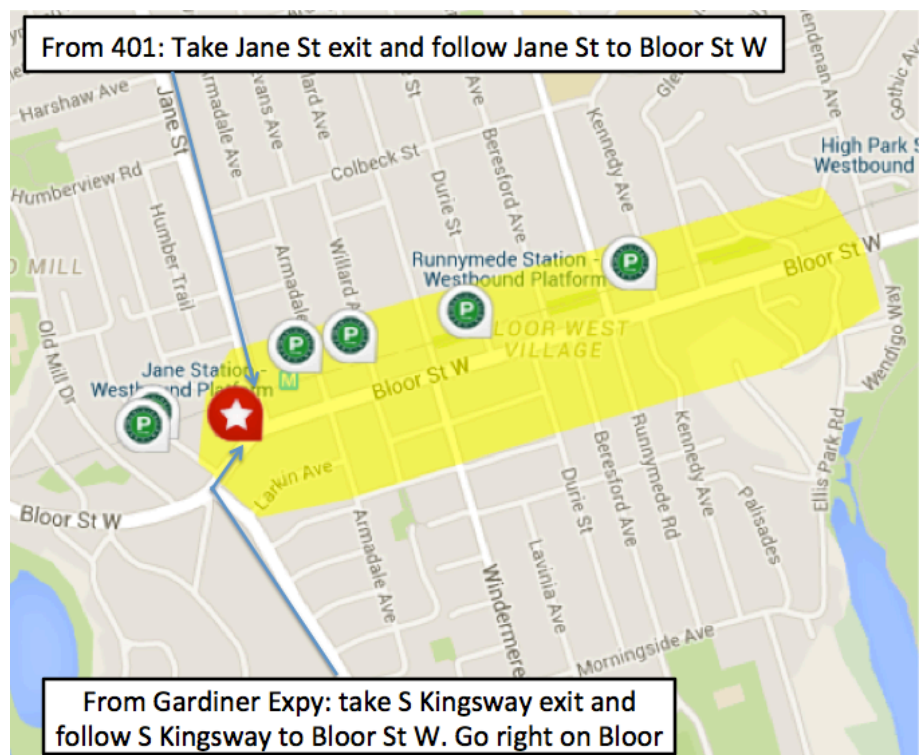 From 401: Take Jane St exit and follow Jane St to Bloor St W
Harshaw Ave
Jane St
Armadale Ave
Ave
St
Ave
Gothic Ave
Colbeck St
Kennedy Ave
High Park S
Westbound
Humberview Rd
Humber Trail
Durie St
Beresford Ave
Armadale
Willard A
Runnymede Station -
Westbound Platform
Bloor St W
MILL
Old Mill Dr
LOOR WEST
VILLAGE
Wendigo Way
Jane Station -
Westbound Platform
M
Bloor St W
P
P
P
P
P
Larkin Ave
Bloor St W
Armadale Ave
Windermere
Durie St
Beresford Ave
Runnymede Rd
Kennedy Ave
Palisades
Ellis Park Rd
Lavinia Ave
Morningside Ave
From Gardiner Expy: take S Kingsway exit and
follow S Kingsway to Bloor St W. Go right on Bloor